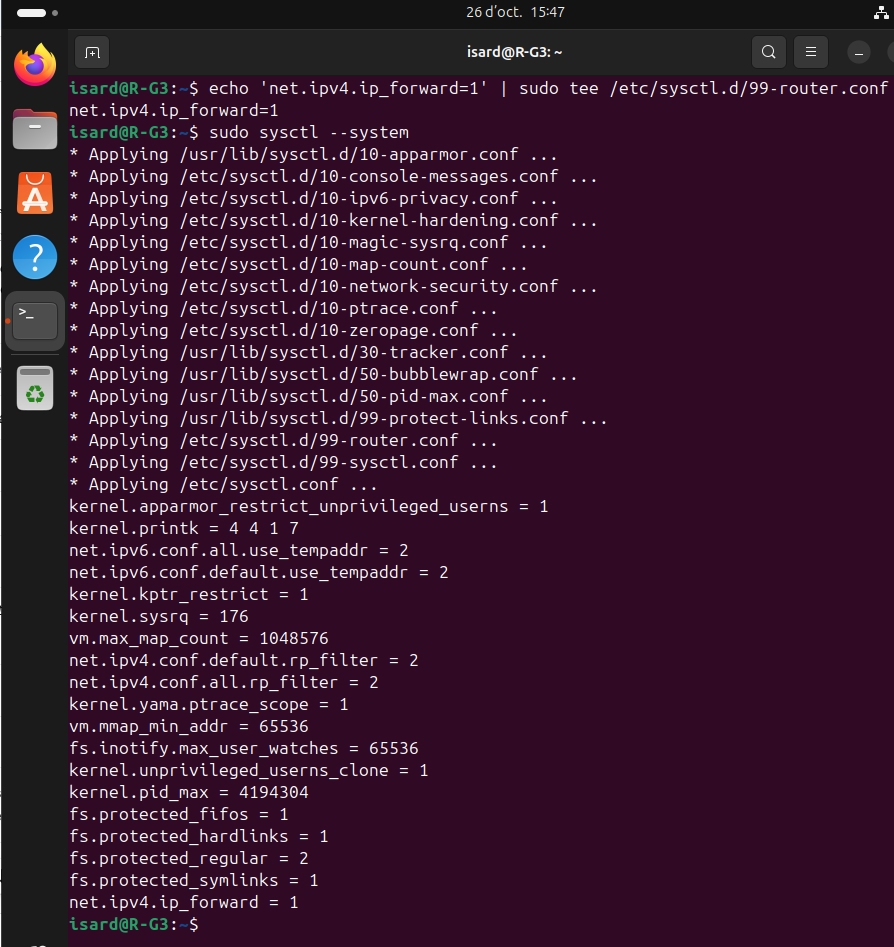 26 d'oct. 15:47
isard@R-G3: ~
isard@R-G3:~$ echo 'net.ipv4.ip_forward=1' | sudo tee /etc/sysctl.d/99-router.conf
net.ipv4.ip_forward=1
isard@R-G3:~$ sudo sysctl --system
* Applying /usr/lib/sysctl.d/10-apparmor.conf ...
* Applying /etc/sysctl.d/10-console-messages.conf ...
* Applying /etc/sysctl.d/10-ipv6-privacy.conf ...
* Applying /etc/sysctl.d/10-kernel-hardening.conf ...
* Applying /etc/sysctl.d/10-magic-sysrq.conf ...
* Applying /etc/sysctl.d/10-map-count.conf ...
* Applying /etc/sysctl.d/10-network-security.conf ...
* Applying /etc/sysctl.d/10-ptrace.conf ...
* Applying /etc/sysctl.d/10-zeropage.conf ...
* Applying /usr/lib/sysctl.d/30-tracker.conf ...
* Applying /usr/lib/sysctl.d/50-bubblewrap.conf ...
* Applying /usr/lib/sysctl.d/50-pid-max.conf ...
* Applying /usr/lib/sysctl.d/99-protect-links.conf ...
* Applying /etc/sysctl.d/99-router.conf ...
* Applying /etc/sysctl.d/99-sysctl.conf ...
* Applying /etc/sysctl.conf ...
kernel.apparmor_restrict_unprivileged_userns = 1
kernel.printk = 4 4 1 7
net.ipv6.conf.all.use_tempaddr = 2
net.ipv6.conf.default.use_tempaddr = 2
kernel.kptr_restrict = 1
kernel.sysrq = 176
vm.max_map_count = 1048576
net.ipv4.conf.default.rp_filter = 2
net.ipv4.conf.all.rp_filter = 2
kernel.yama.ptrace_scope = 1
vm.mmap_min_addr = 65536
fs.inotify.max_user_watches = 65536
kernel.unprivileged_userns_clone = 1
kernel.pid_max = 4194304
fs.protected_fifos = 1
fs.protected_hardlinks = 1
fs.protected_regular = 2
fs.protected_symlinks = 1
net.ipv4.ip_forward = 1
isard@R-G3:~$